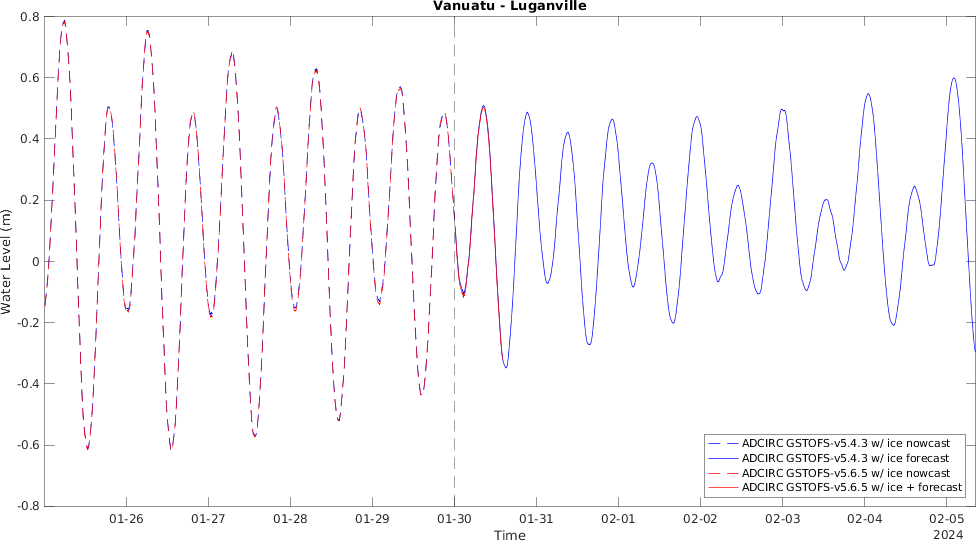 Vanuatu - Luganville
0.8
0.6
0.4
0.2
0
-0.2
-0.4
-0.6
-0.8
Water Level (m)
01-26 01-27 01-28 01-29 01-30 01-31 02-01 02-02 02-03 02-04 02-05
Time
2024
ADCIRC GSTOFS-v5.4.3 w/ ice nowcast
ADCIRC GSTOFS-v5.4.3 w/ ice forecast
ADCIRC GSTOFS-v5.6.5 w/ ice nowcast
ADCIRC GSTOFS-v5.6.5 w/ ice + forecast